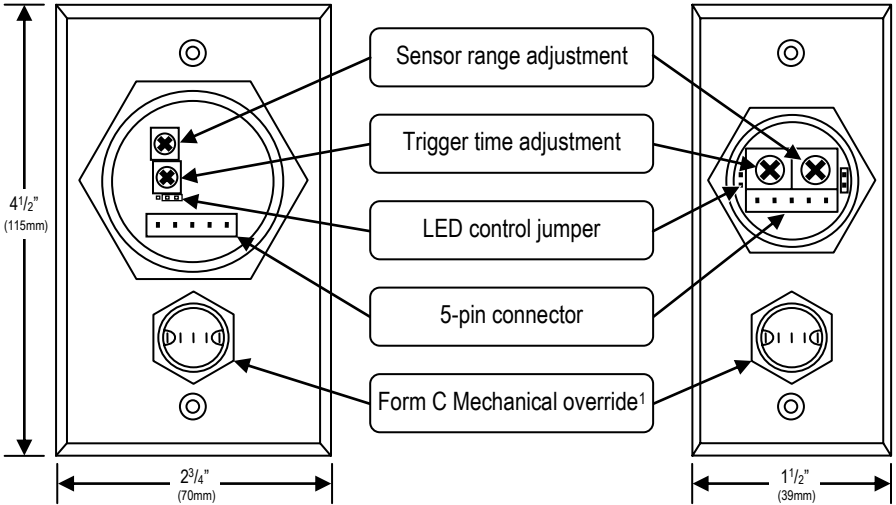 Sensor range adjustment
Trigger time adjustment
LED control jumper
5-pin connector
Form C Mechanical override¹
4¹/₂”
(115mm)
2³/₄”
(70mm)
1¹/₂”
(39mm)